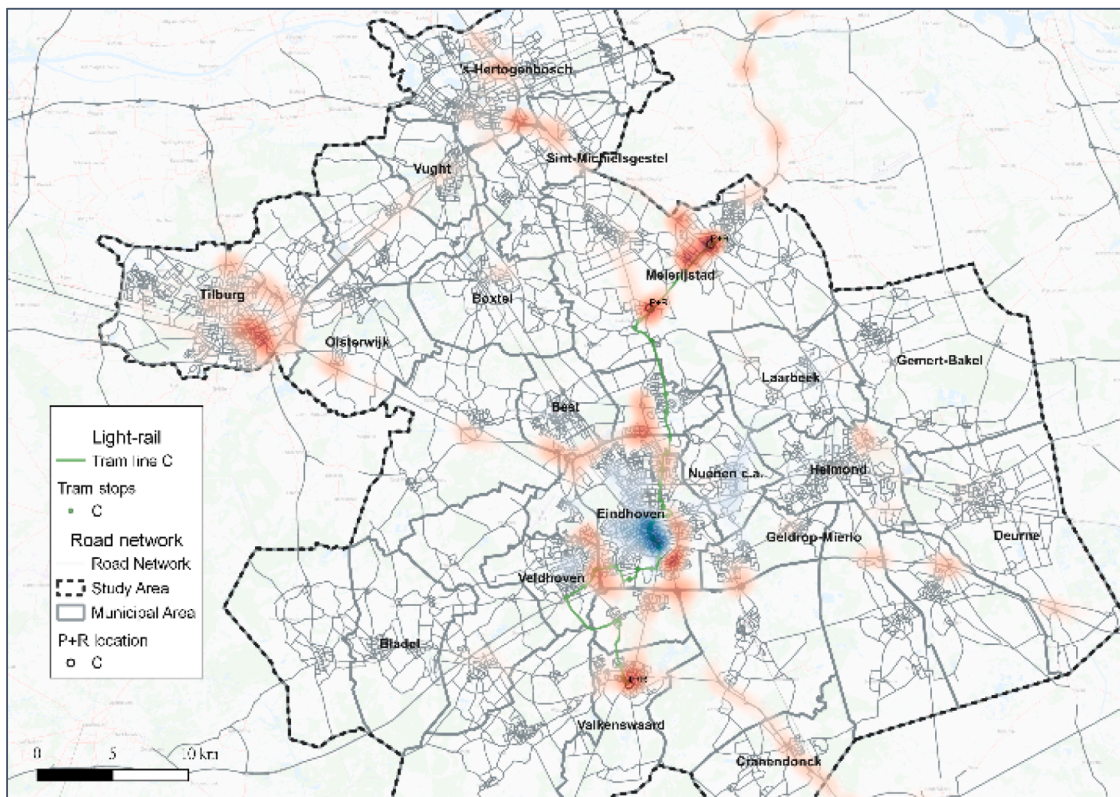 's-Hertogenbosch
Sint-Michielsgestel
Vught
P+R
Meierijstad
Tilburg
Boxtel
P+R
Oisterwijk
Gemert-Bakel
Laarbeek
Best
Light-rail
Tram line C
Tram stops
C
Road network
Road Network
Study Area
Municipal Area
P+R location
C
Nuenen c.a.
Helmond
Eindhoven
Geldrop-Mierlo
Deurne
Veldhoven
Bladel
P+R
Valkenswaard
Cranendonck
0 5 10 km